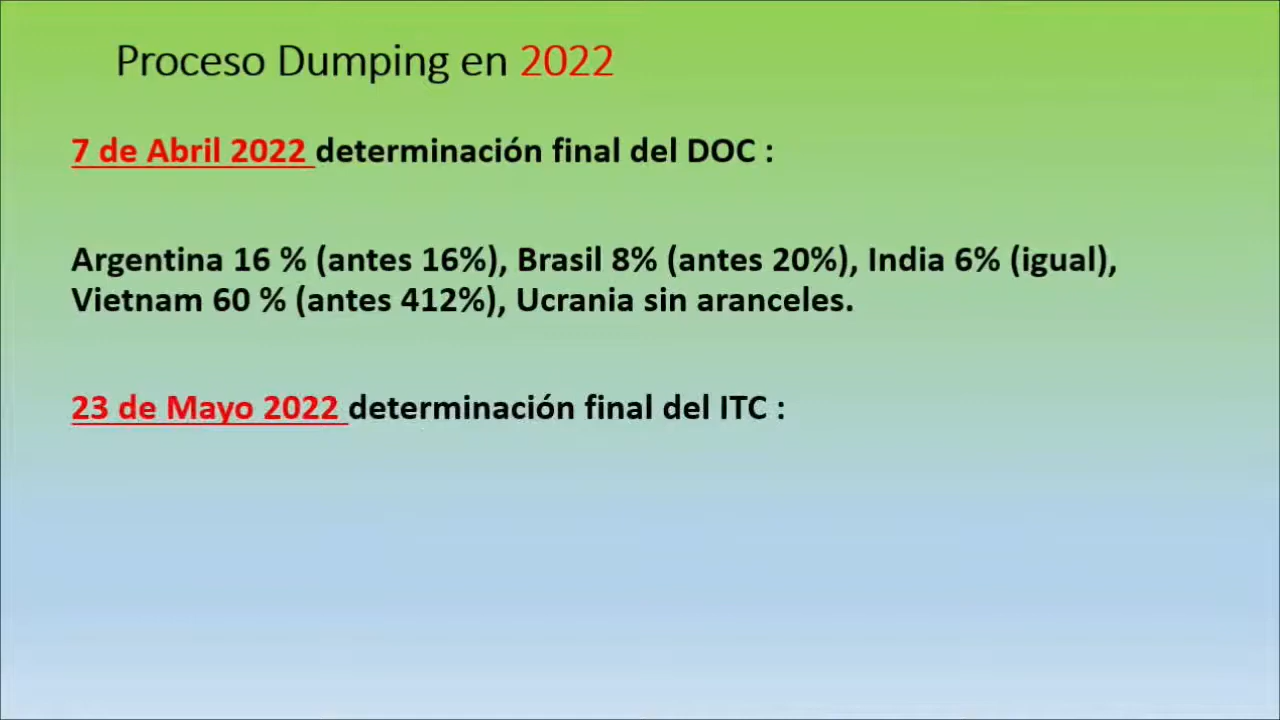 Proceso Dumping en 2022
7 de Abril 2022 determinación final del DOC :
Argentina 16 % (antes 16%), Brasil 8% (antes 20%), India 6% (igual),
Vietnam 60 % (antes 412%), Ucrania sin aranceles.
23 de Mayo 2022 determinación final del ITC :